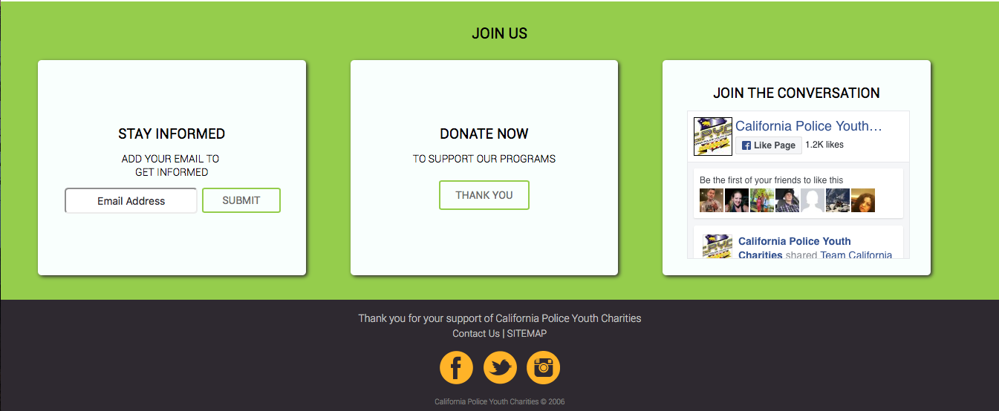 JOIN US
STAY INFORMED
ADD YOUR EMAIL TO
GET INFORMED
Email Address
SUBMIT
DONATE NOW
TO SUPPORT OUR PROGRAMS
THANK YOU
JOIN THE CONVERSATION
California Police Youth…
Like Page
1.2K likes
Be the first of your friends to like this
California Police Youth
Charities shared Team California
Thank you for your support of California Police Youth Charities
Contact Us | SITEMAP
California Police Youth Charities © 2006